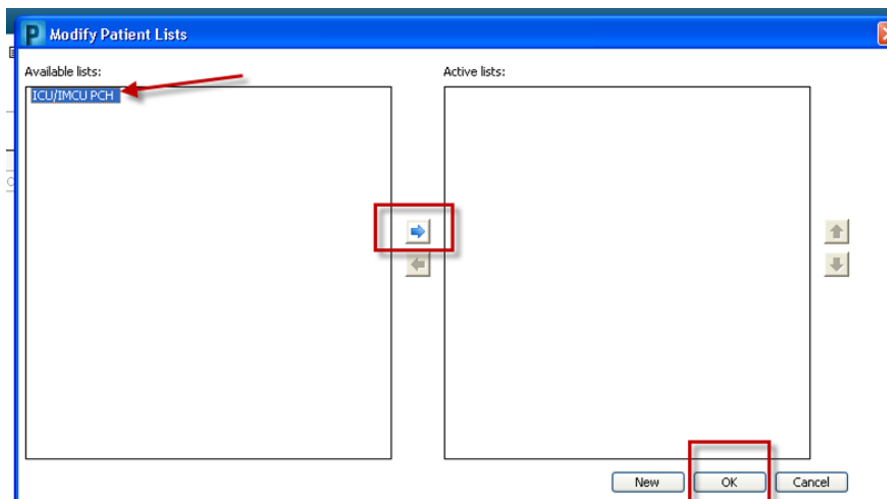 P Modify Patient Lists
Available lists:
Active lists:
ICU/IMCU PCH
New
OK
Cancel